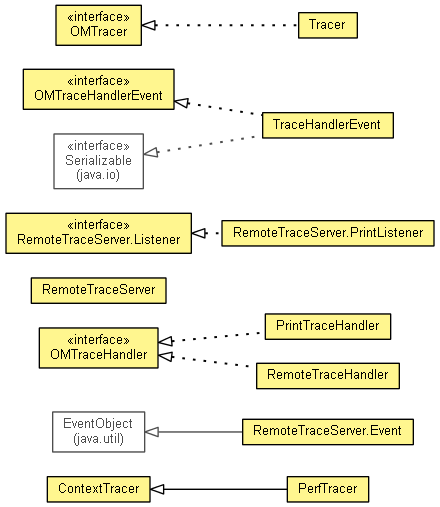 «interface»
OMTracer
Tracer
«interface»
OMTraceHandlerEvent
TraceHandlerEvent
«interface»
Serializable
(java.io)
«interface»
RemoteTraceServer.Listener
RemoteTraceServer.PrintListener
RemoteTraceServer
«interface»
OMTraceHandler
PrintTraceHandler
RemoteTraceHandler
EventObject
(java.util)
RemoteTraceServer.Event
ContextTracer
PerfTracer